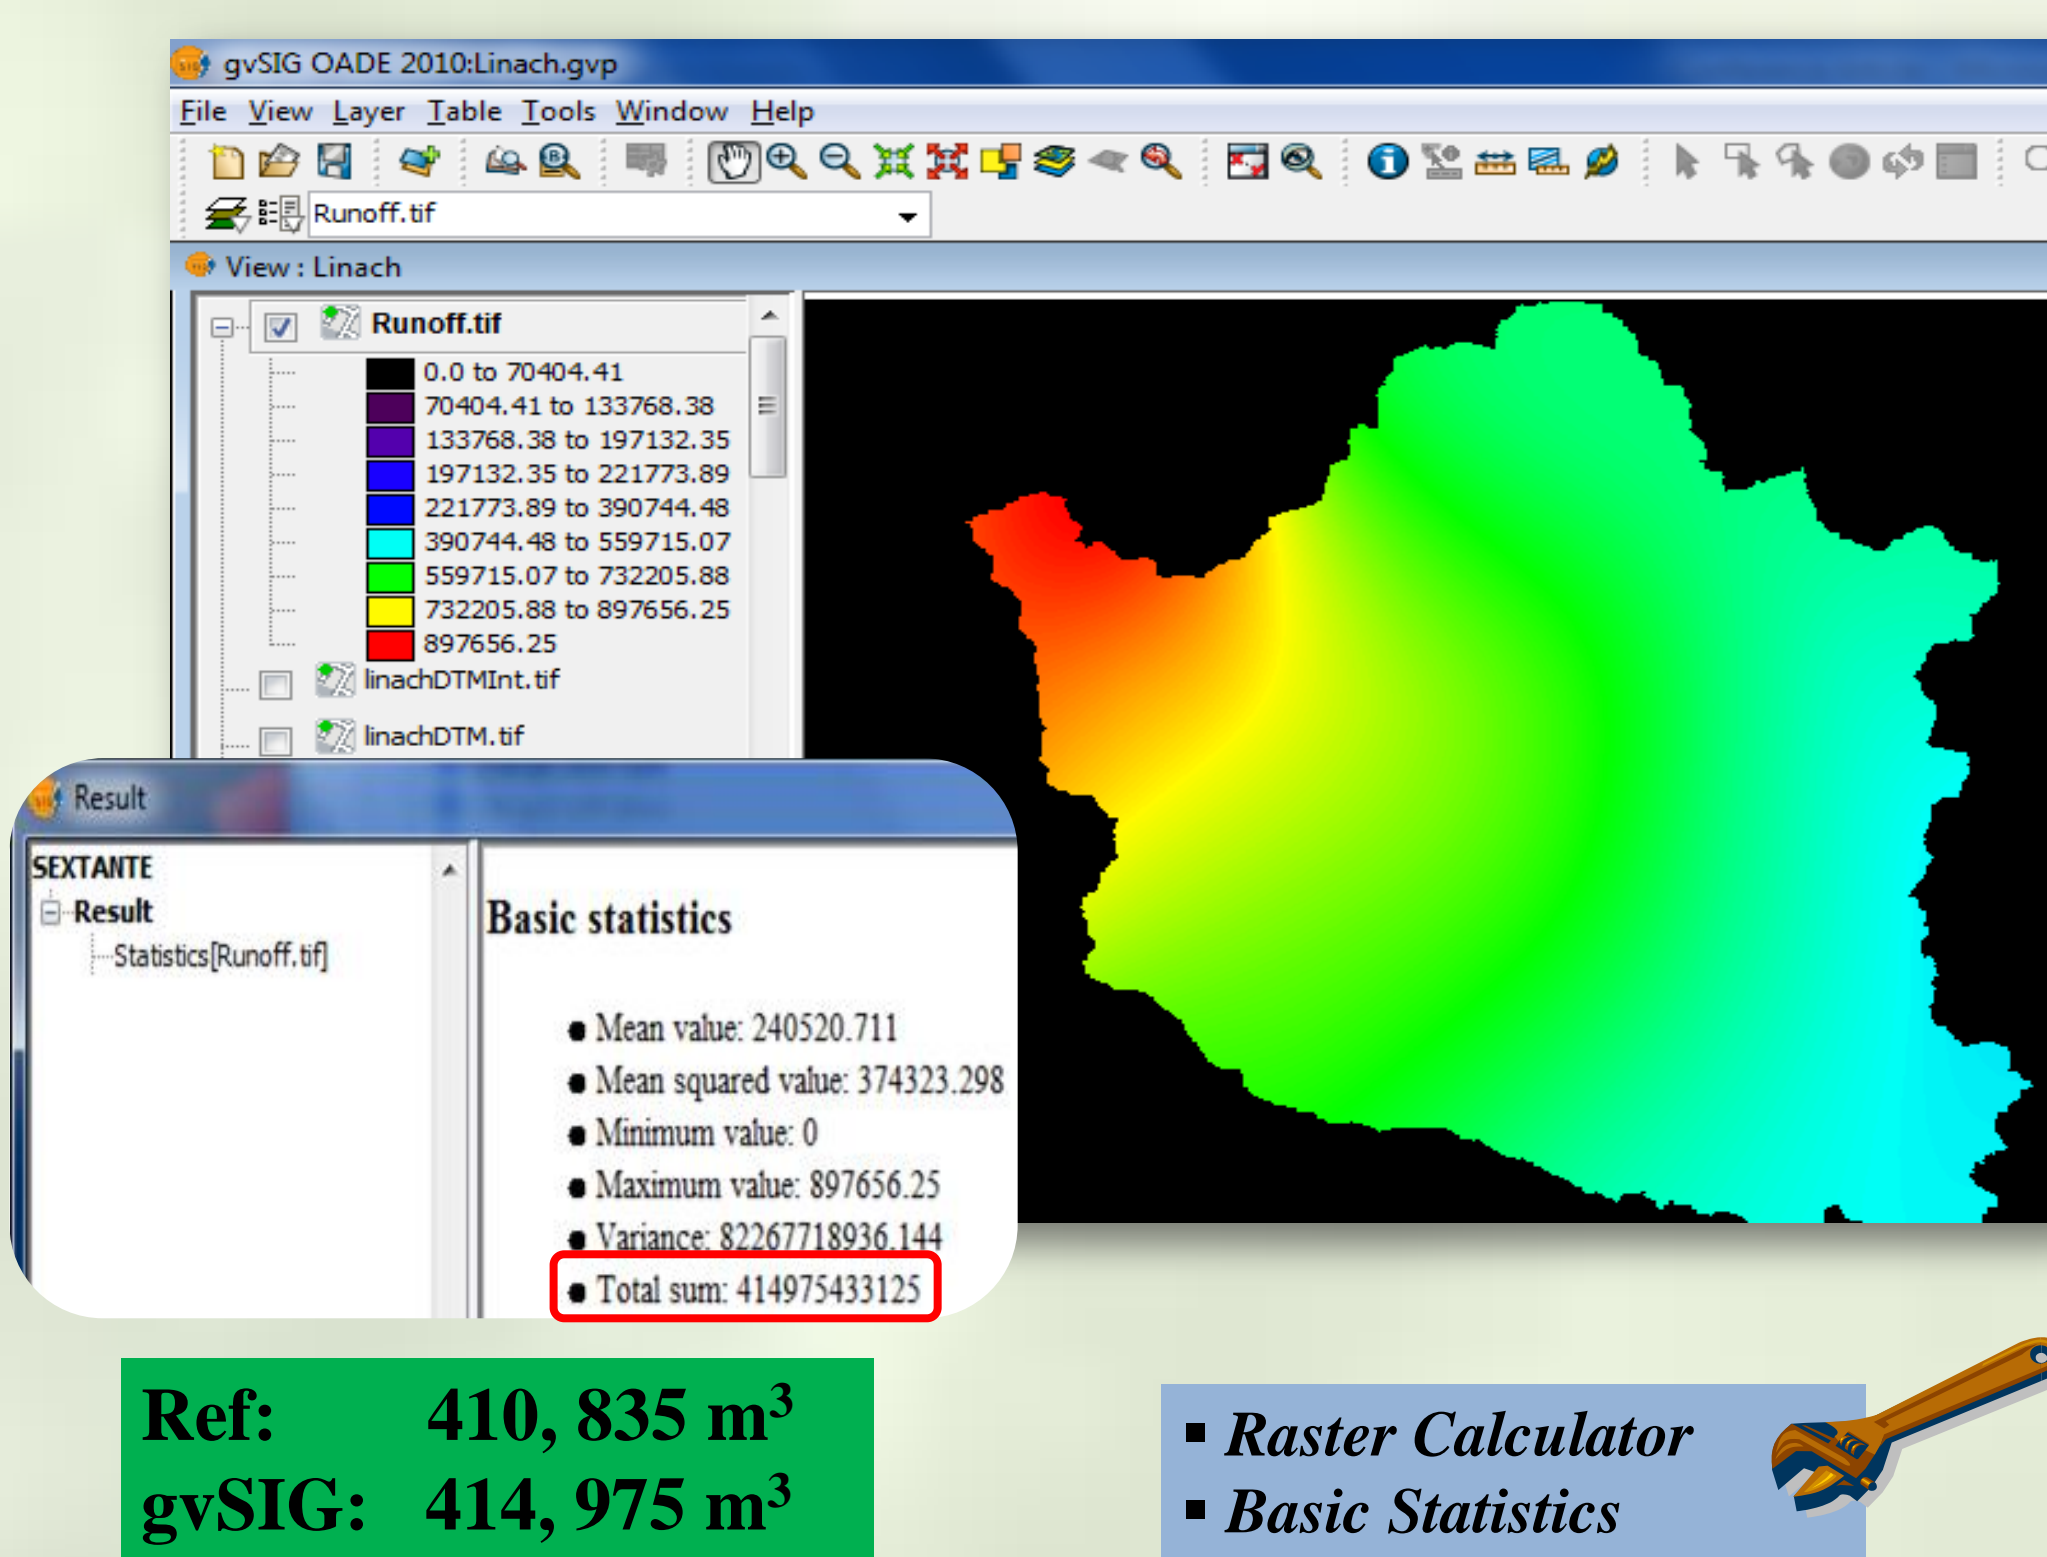 gvSIG OADE 2010:Linach.gvp
File View Layer Table Tools Window Help
Runoff.tif
View : Linach
Runoff.tif
0.0 to 70404.41
70404.41 to 133768.38
133768.38 to 197132.35
197132.35 to 221773.89
221773.89 to 390744.48
390744.48 to 559715.07
559715.07 to 732205.88
732205.88 to 897656.25
897656.25
linachDTMInt.tif
linachDTM.tif
Result
SEXTANTE
Result
Statistics[Runoff.tif]
Basic statistics
Mean value: 240520.711
Mean squared value: 374323.298
Minimum value: 0
Maximum value: 897656.25
Variance: 82267718936.144
Total sum: 414975433125
Ref: 410, 835 m³
gvSIG: 414, 975 m³
▪ Raster Calculator
▪ Basic Statistics